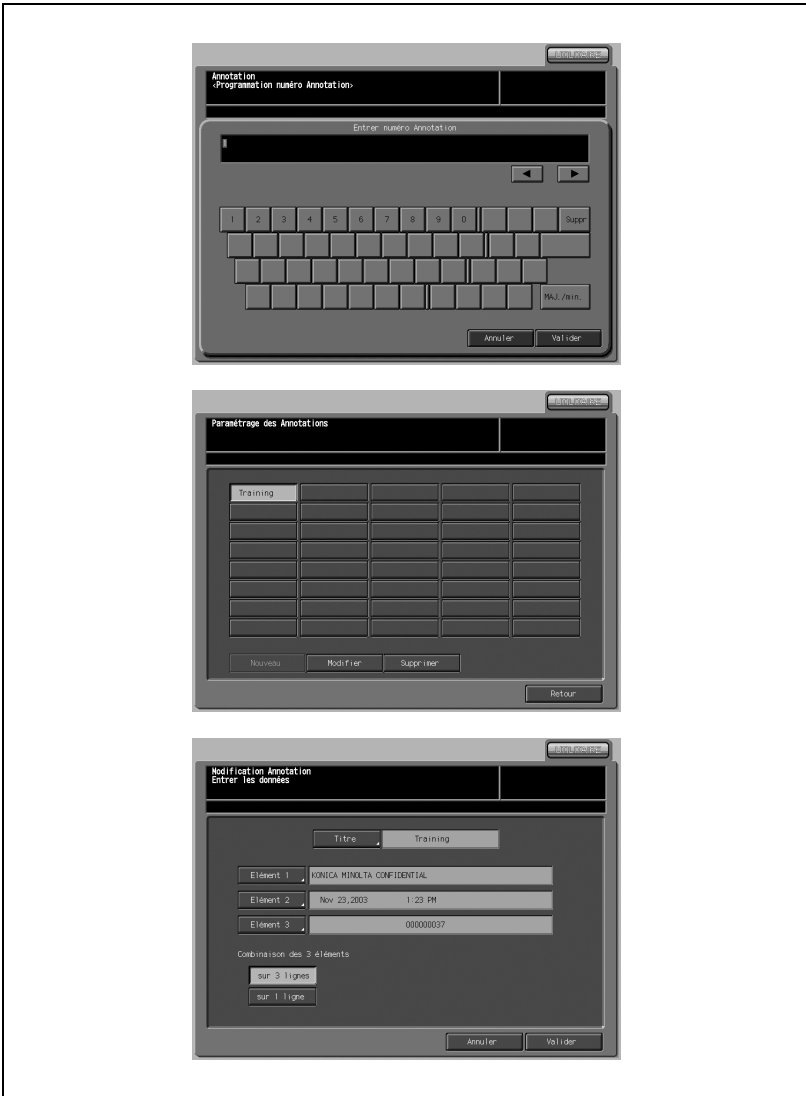 UTILITAIRE
Annotation
<Programmation numéro Annotation>
Entrer numéro Annotation
1 2 3 4 5 6 7 8 9 0 Suppr
MAJ./min.
Annuler Valider
UTILITAIRE
Paramétrage des Annotations
Training
Nouveau Modifier Supprimer
Retour
UTILITAIRE
Modification Annotation
Entrer les données
Titre Training
Elément 1 KONICA MINOLTA CONFIDENTIAL
Elément 2 Nov 23,2003 1:23 PM
Elément 3 000000037
Combinaison des 3 éléments
sur 3 lignes
sur 1 ligne
Annuler Valider